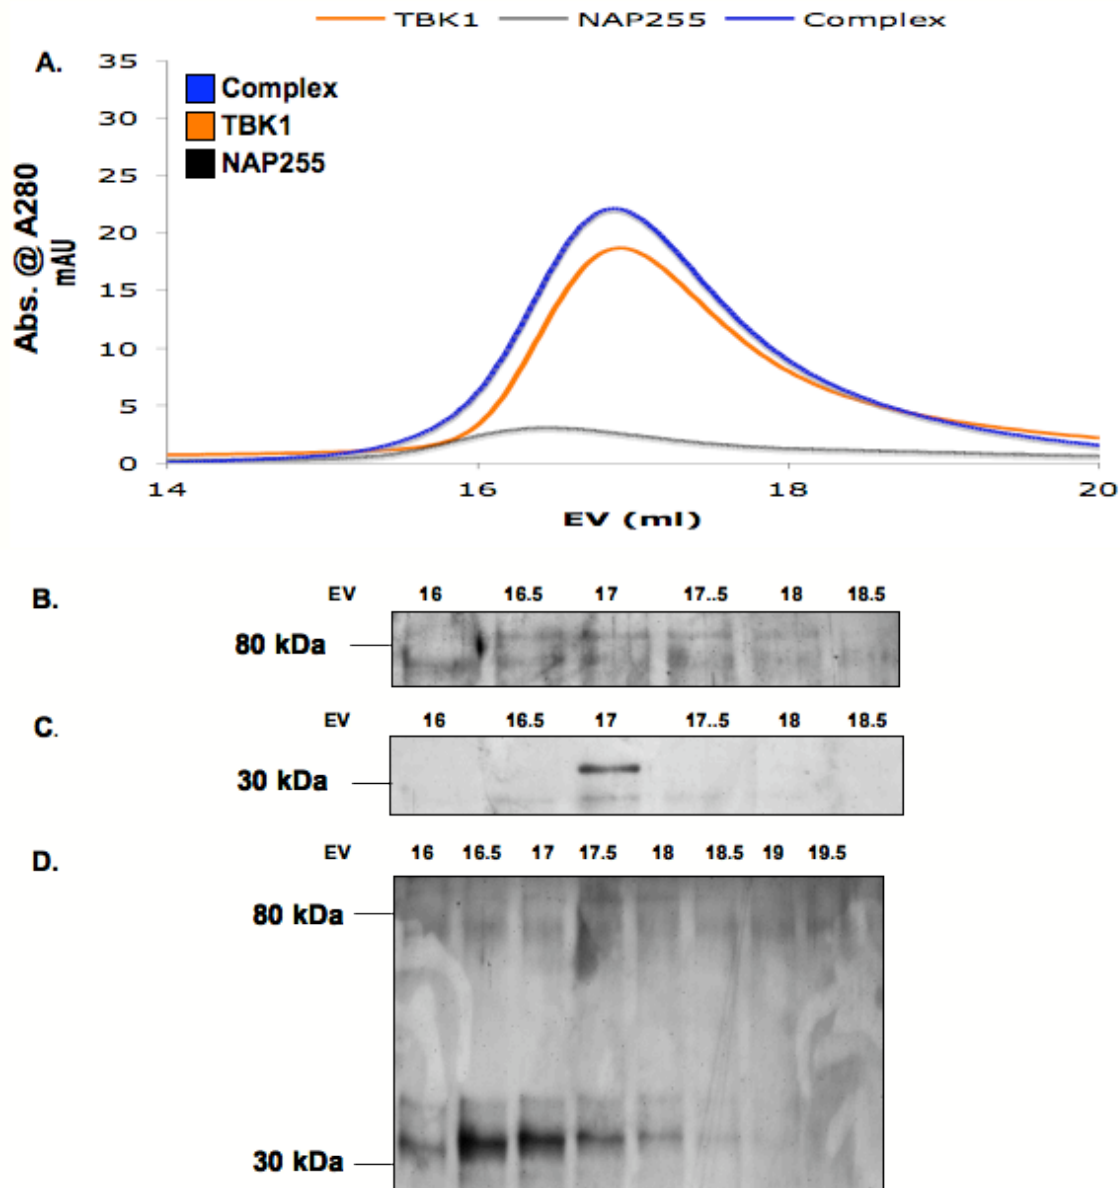 TBK1 NAP255 Complex
A.
35
30
25
20
15
10
5
0
Abs. @ A280
mAU
Complex
TBK1
NAP255
14 16 18 20
EV (ml)
B.
EV 16 16.5 17 17..5 18 18.5
80 kDa
C.
EV 16 16.5 17 17..5 18 18.5
30 kDa
D.
EV 16 16.5 17 17.5 18 18.5 19 19.5
80 kDa
30 kDa